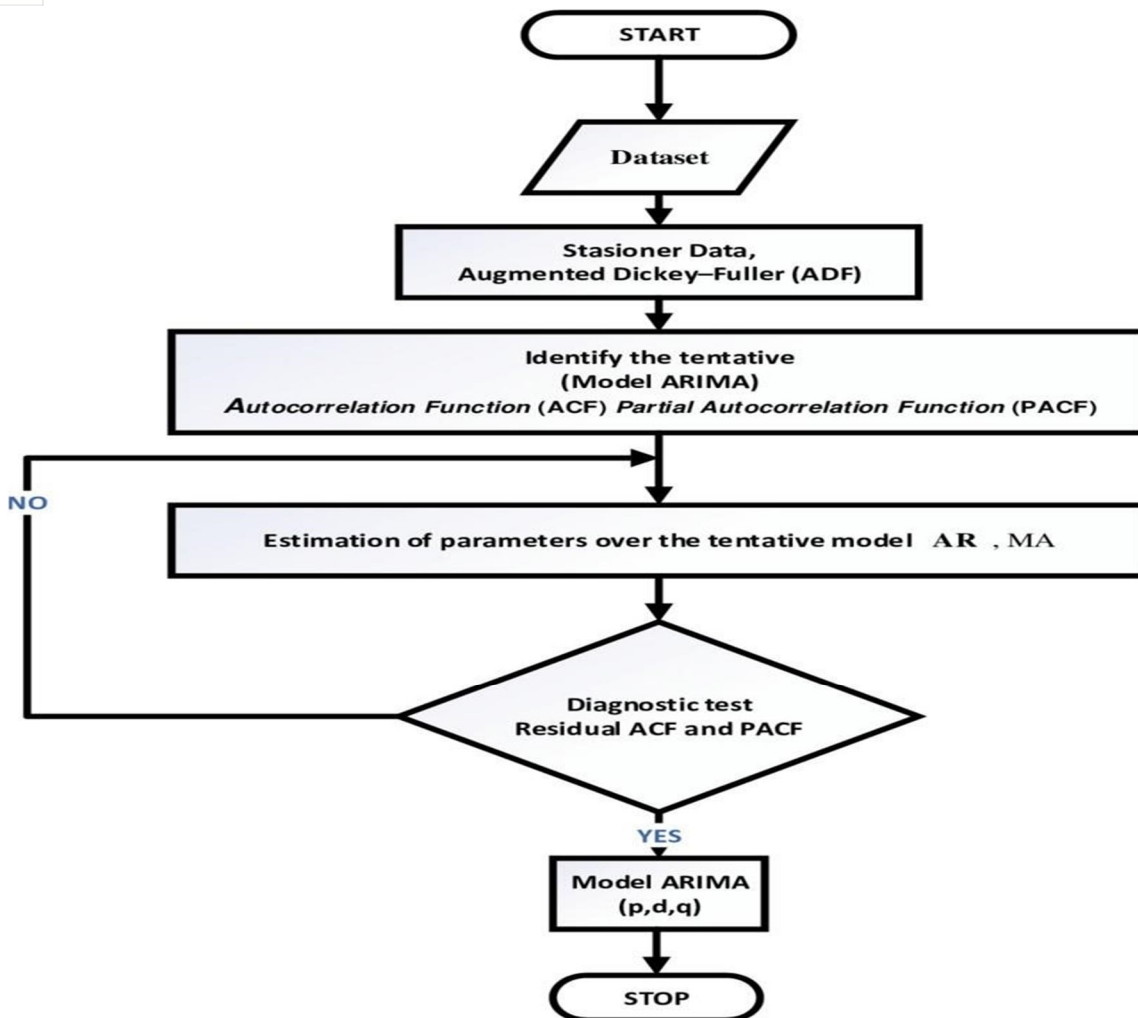 START
Dataset
Stasioner Data,
Augmented Dickey–Fuller (ADF)
Identify the tentative
(Model ARIMA)
Autocorrelation Function (ACF) Partial Autocorrelation Function (PACF)
NO
Estimation of parameters over the tentative model AR , MA
Diagnostic test
Residual ACF and PACF
YES
Model ARIMA
(p,d,q)
STOP